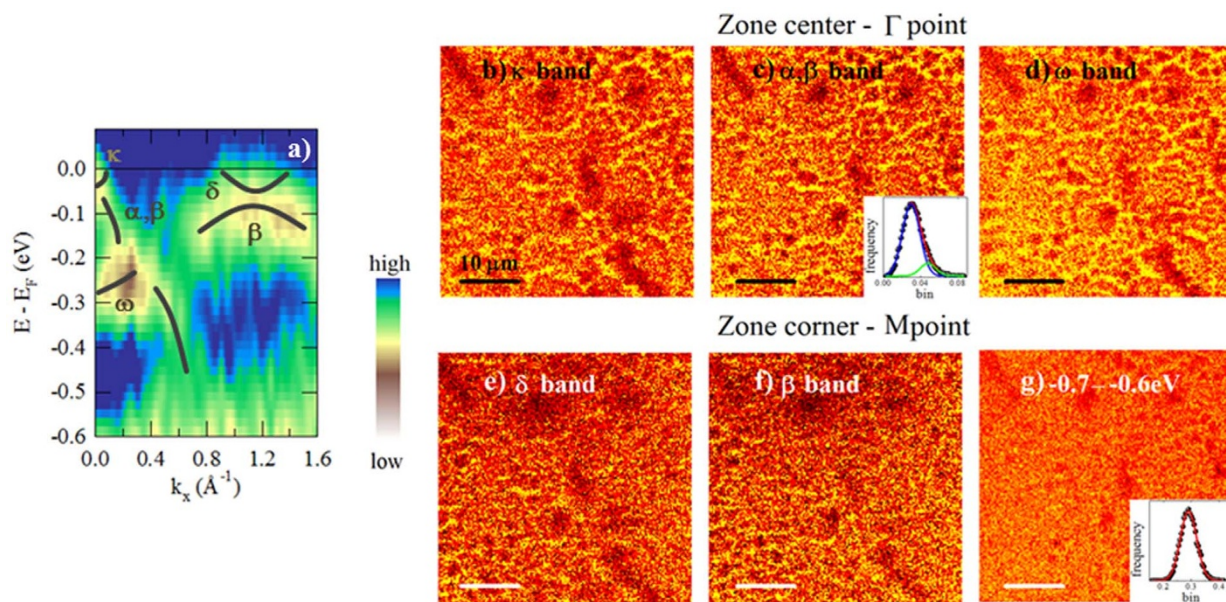 Zone center - Γ point
a)
κ
0.0
-0.1
-0.2
-0.3
-0.4
-0.5
-0.6
E - E_F (eV)
δ
α,β
β
ω
0.0 0.4 0.8 1.2 1.6
k_x (Å⁻¹)
high
low
b) κ band
10 μm
c) α,β band
frequency
0.00 0.04 0.08
bin
d) ω band
Zone corner - M point
e) δ band
f) β band
g) -0.7 – -0.6eV
frequency
0.2 0.3 0.4
bin